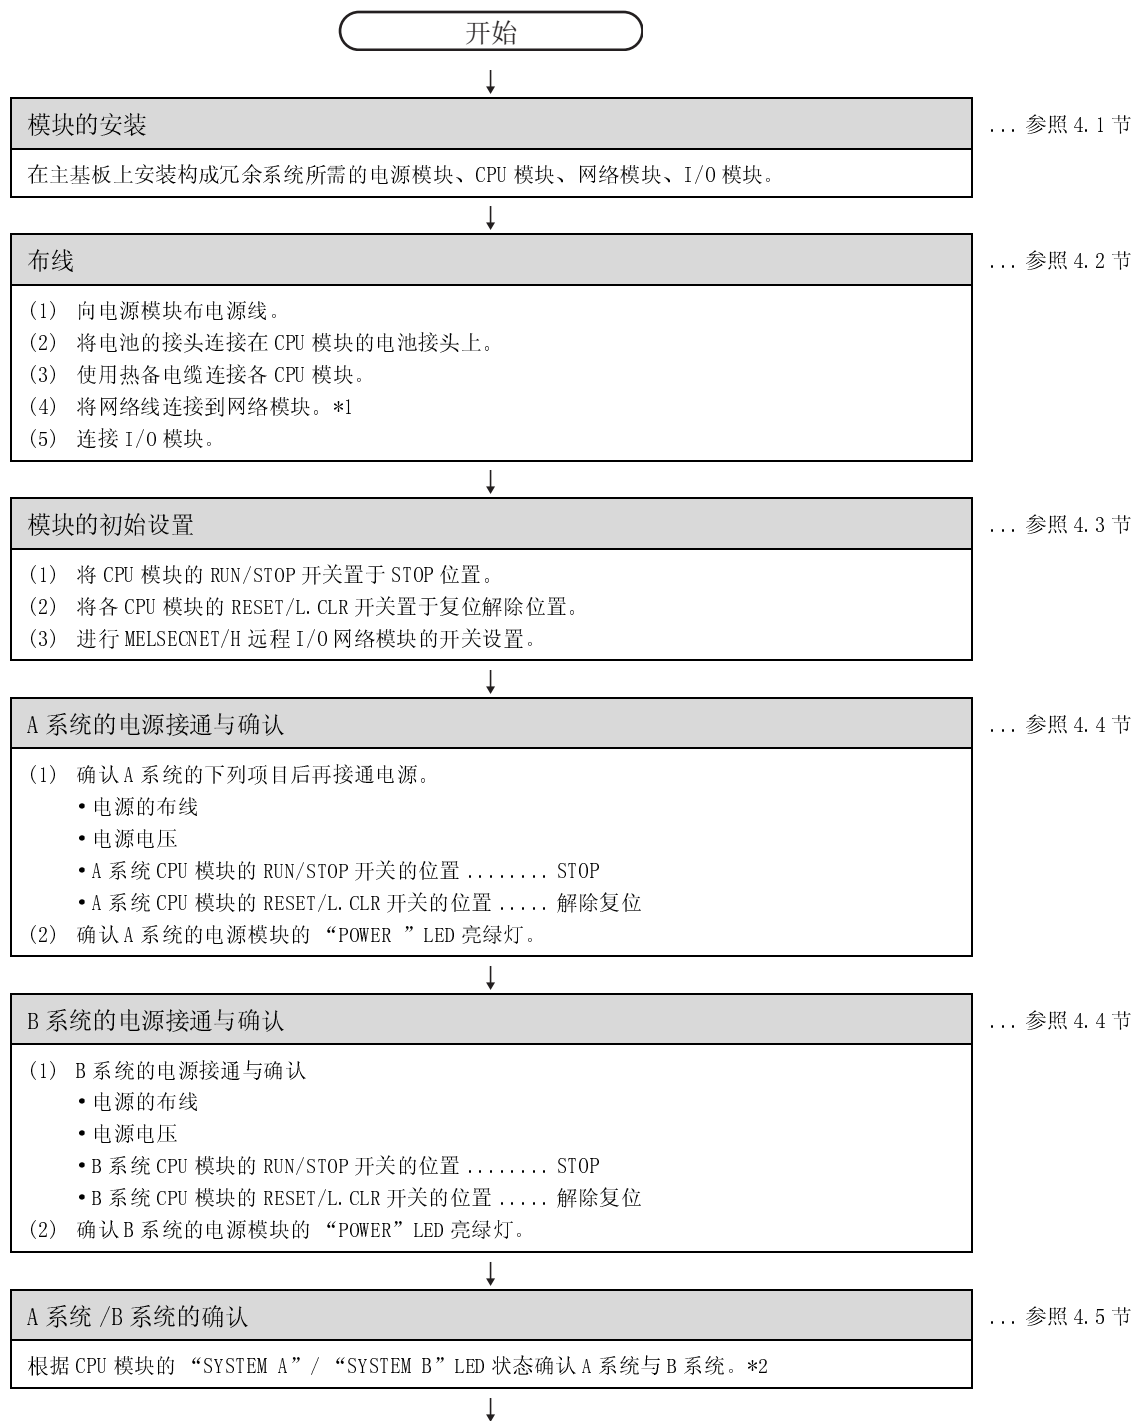 开始
模块的安装 ... 参照 4.1 节
在主基板上安装构成冗余系统所需的电源模块、CPU 模块、网络模块、I/O 模块。
布线 ... 参照 4.2 节
(1) 向电源模块布电源线。
(2) 将电池的接头连接在 CPU 模块的电池接头上。
(3) 使用热备电缆连接各 CPU 模块。
(4) 将网络线连接到网络模块。*1
(5) 连接 I/O 模块。
模块的初始设置 ... 参照 4.3 节
(1) 将 CPU 模块的 RUN/STOP 开关置于 STOP 位置。
(2) 将各 CPU 模块的 RESET/L.CLR 开关置于复位解除位置。
(3) 进行 MELSECNET/H 远程 I/O 网络模块的开关设置。
A 系统的电源接通与确认 ... 参照 4.4 节
(1) 确认 A 系统的下列项目后再接通电源。
•电源的布线
•电源电压
•A 系统 CPU 模块的 RUN/STOP 开关的位置 ........ STOP
•A 系统 CPU 模块的 RESET/L.CLR 开关的位置 ..... 解除复位
(2) 确认 A 系统的电源模块的 “POWER ”LED 亮绿灯。
B 系统的电源接通与确认 ... 参照 4.4 节
(1) B 系统的电源接通与确认
•电源的布线
•电源电压
•B 系统 CPU 模块的 RUN/STOP 开关的位置 ........ STOP
•B 系统 CPU 模块的 RESET/L.CLR 开关的位置 ..... 解除复位
(2) 确认 B 系统的电源模块的 “POWER”LED 亮绿灯。
A 系统 /B 系统的确认 ... 参照 4.5 节
根据 CPU 模块的 “SYSTEM A”/ “SYSTEM B”LED 状态确认 A 系统与 B 系统。*2